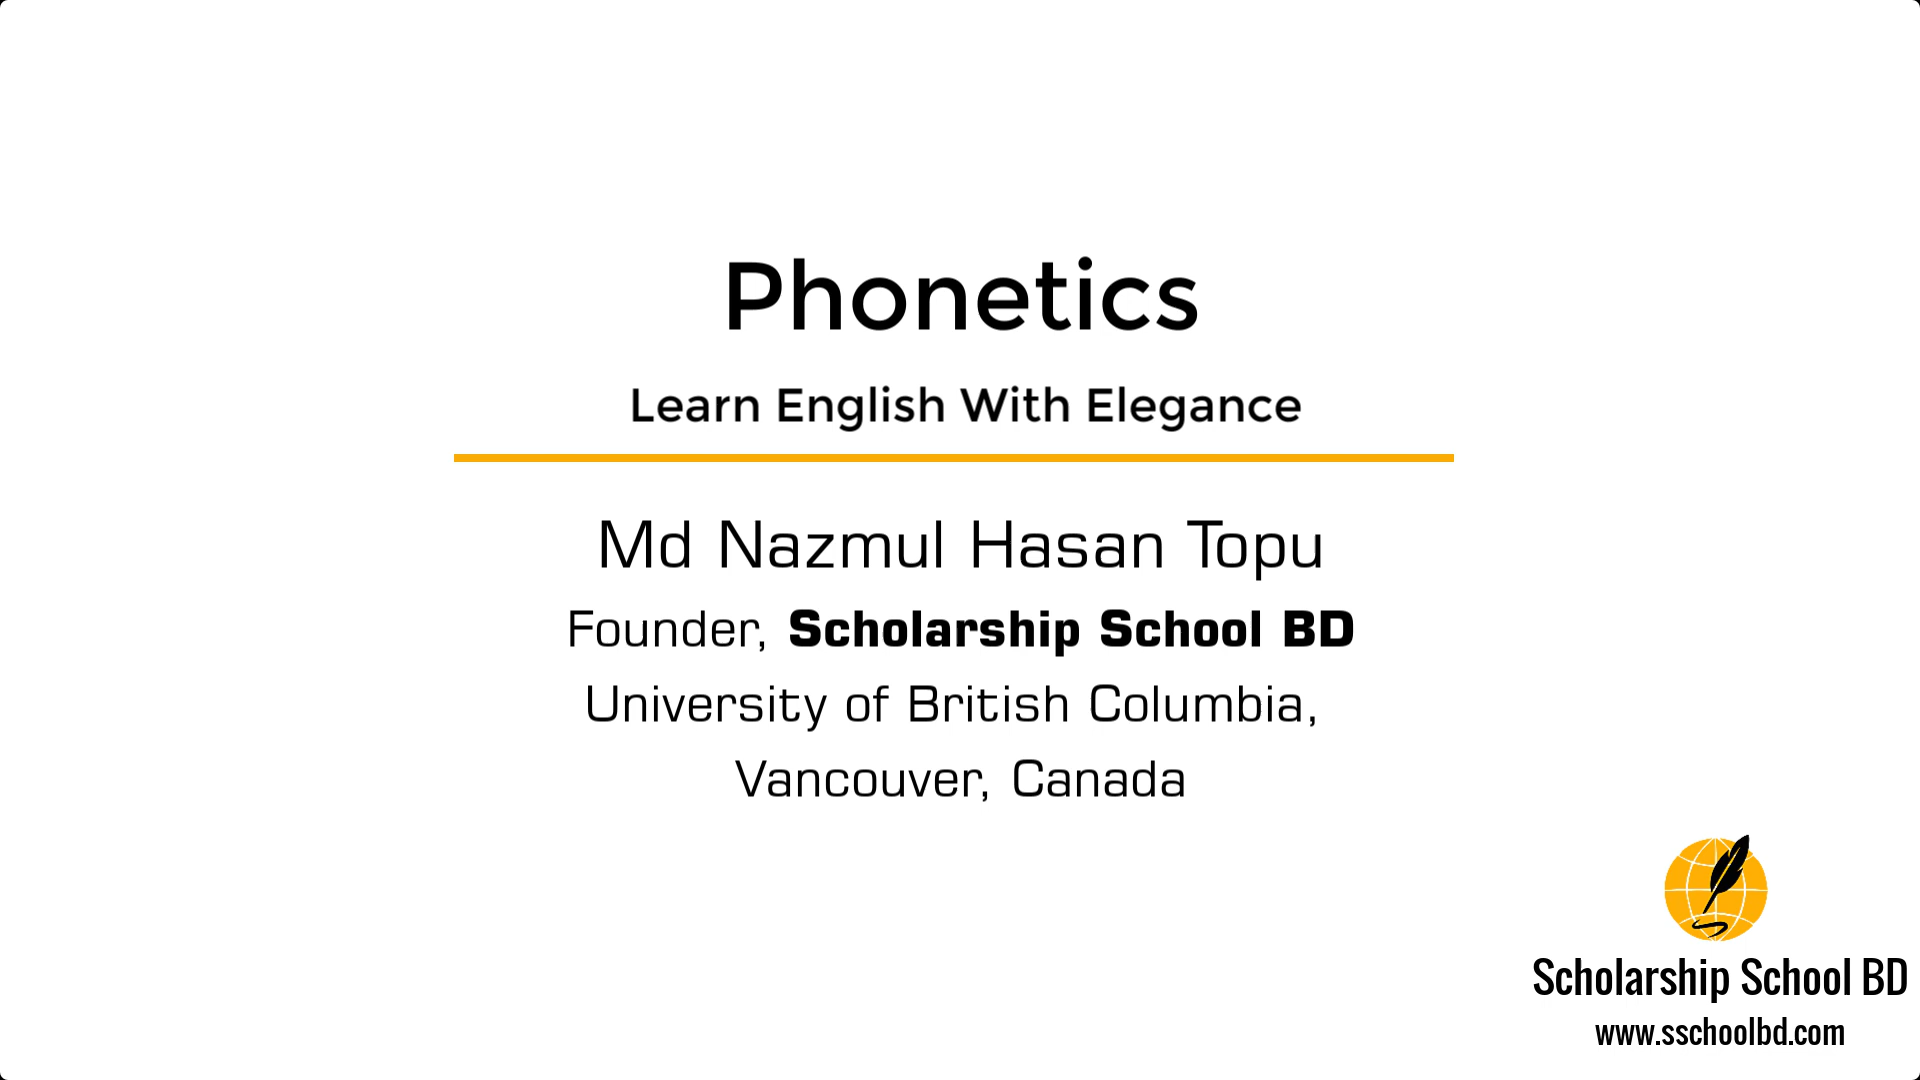 Phonetics
Learn English With Elegance
Md Nazmul Hasan Topu
Founder, Scholarship School BD
University of British Columbia,
Vancouver, Canada
Scholarship School BD
www.sschoolbd.com